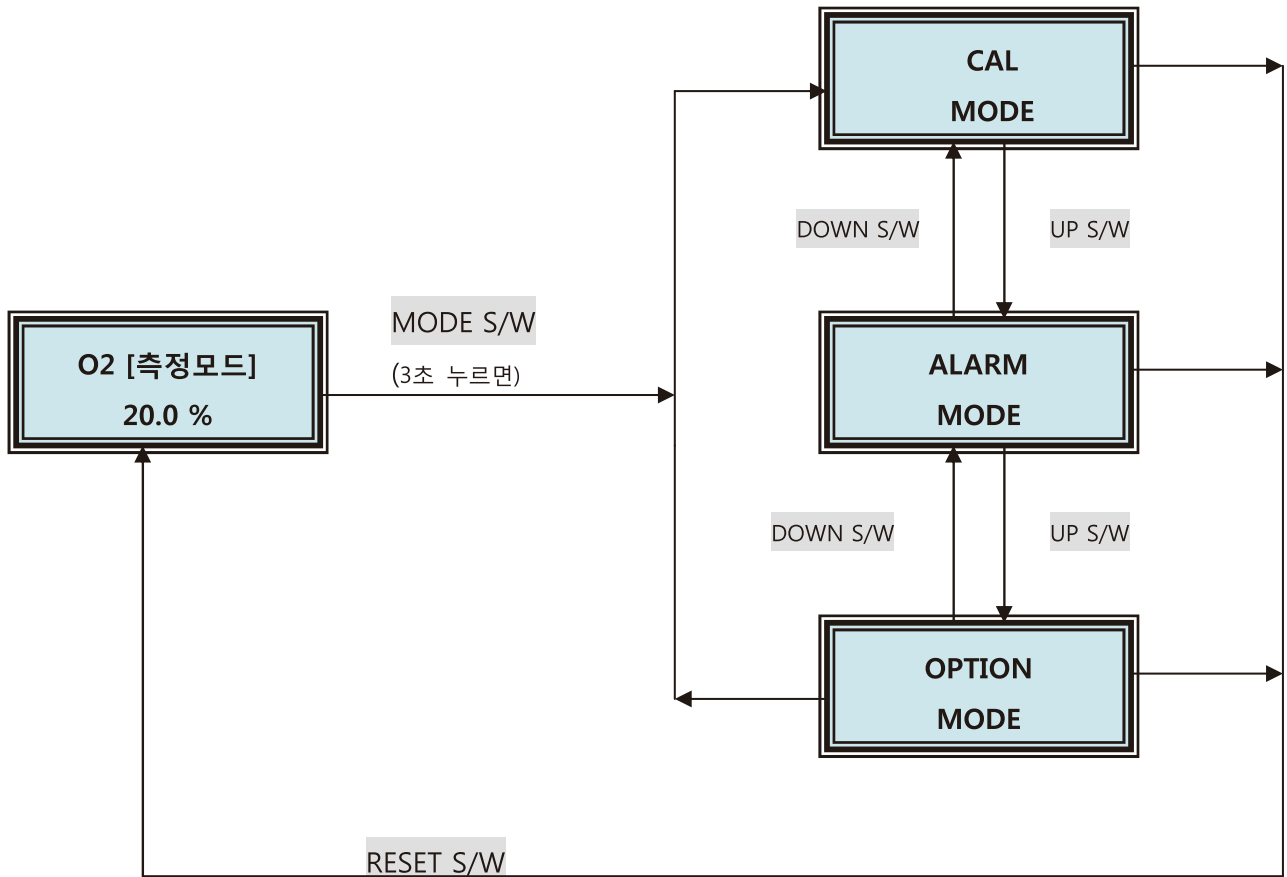 CAL
MODE
DOWN S/W
UP S/W
MODE S/W
(3초 누르면)
O2 [측정모드]
20.0 %
ALARM
MODE
DOWN S/W
UP S/W
OPTION
MODE
RESET S/W